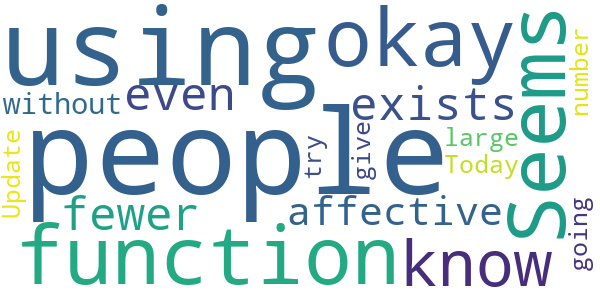 using
okay
Seems
number
without
even
exists
people
Update
try
give
large
Today
fewer
affective
going
function
know